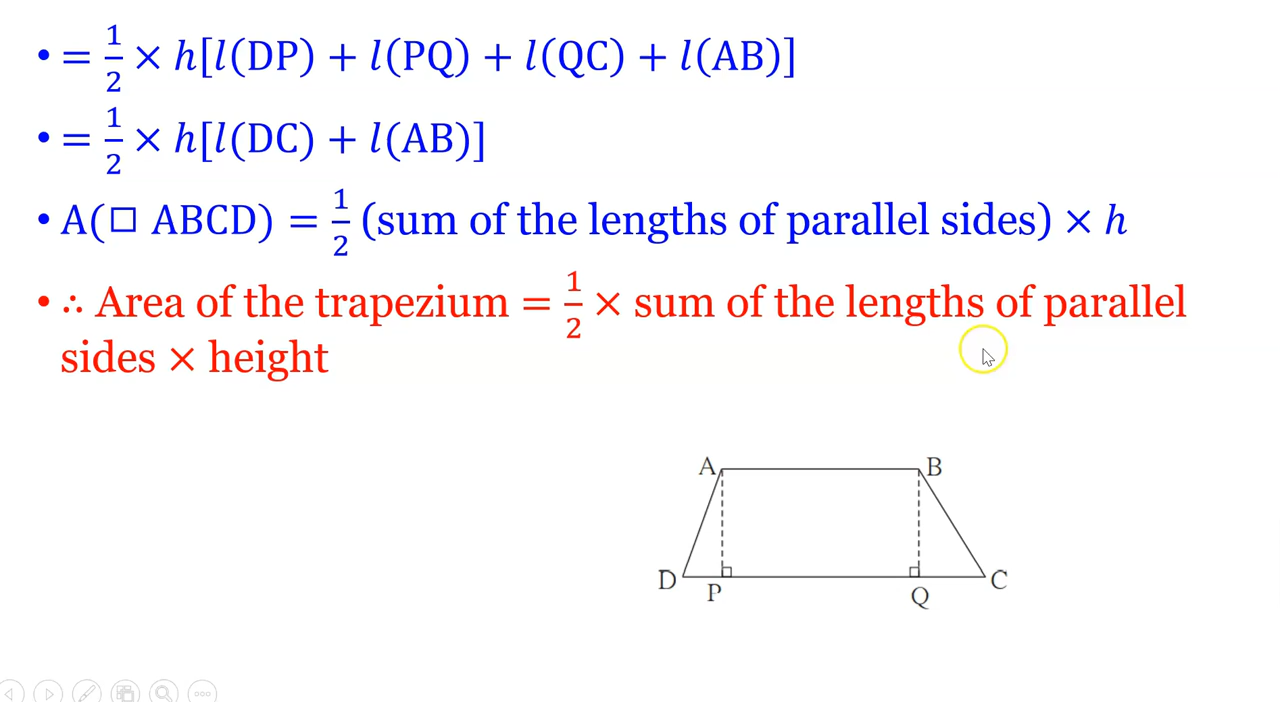 • = 1/2 × h[l(DP) + l(PQ) + l(QC) + l(AB)]
• = 1/2 × h[l(DC) + l(AB)]
• A(□ ABCD) = 1/2 (sum of the lengths of parallel sides) × h
• ∴ Area of the trapezium = 1/2 × sum of the lengths of parallel
sides × height
A B
D P Q C